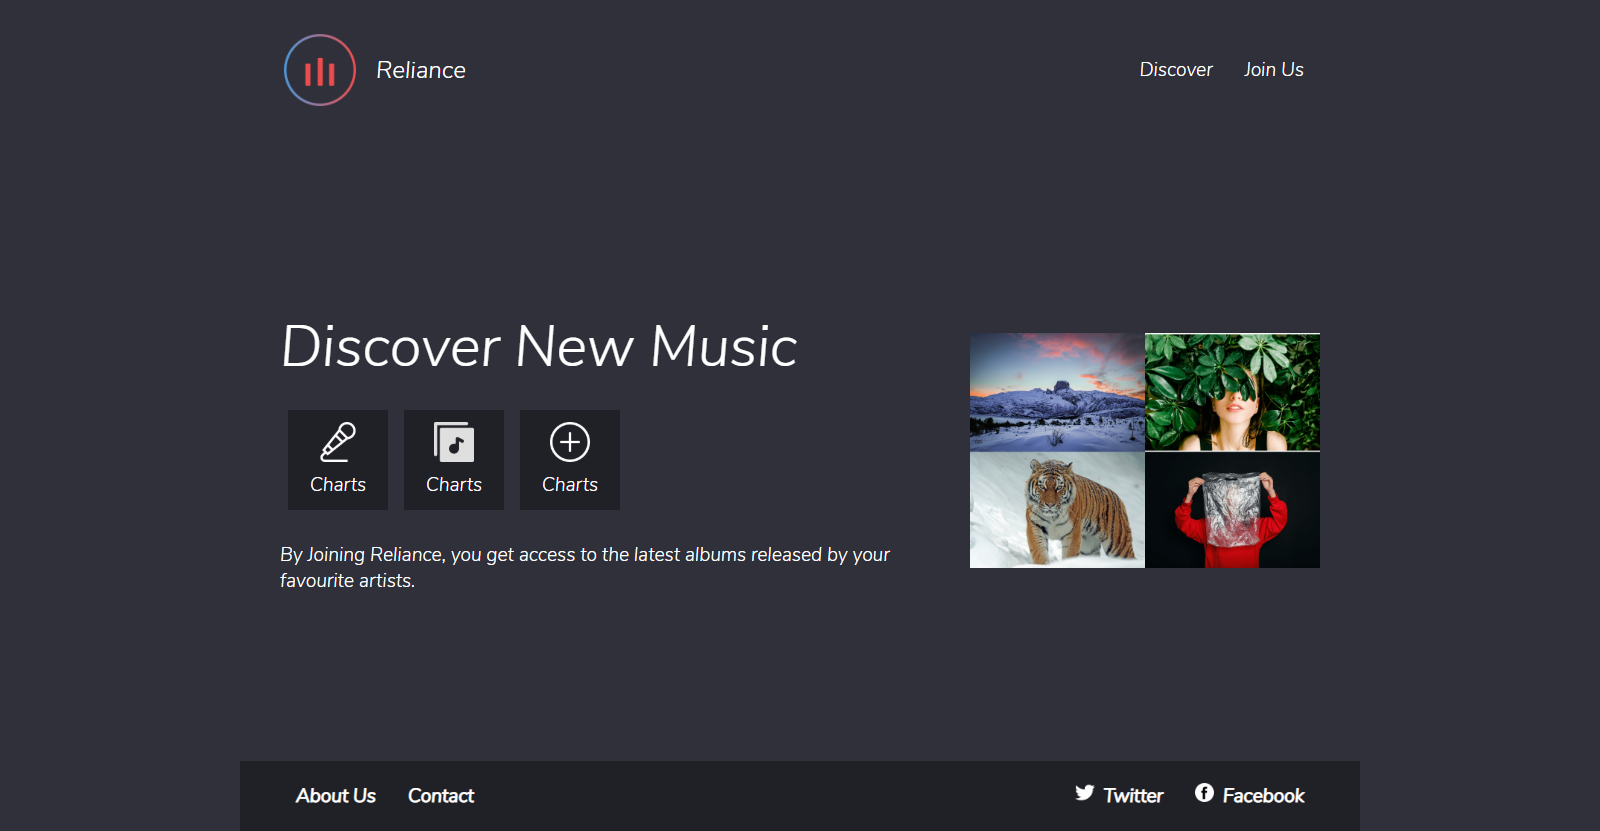 Reliance
Discover
Join Us
Discover New Music
Charts
Charts
Charts
By Joining Reliance, you get access to the latest albums released by your
favourite artists.
About Us
Contact
Twitter
Facebook